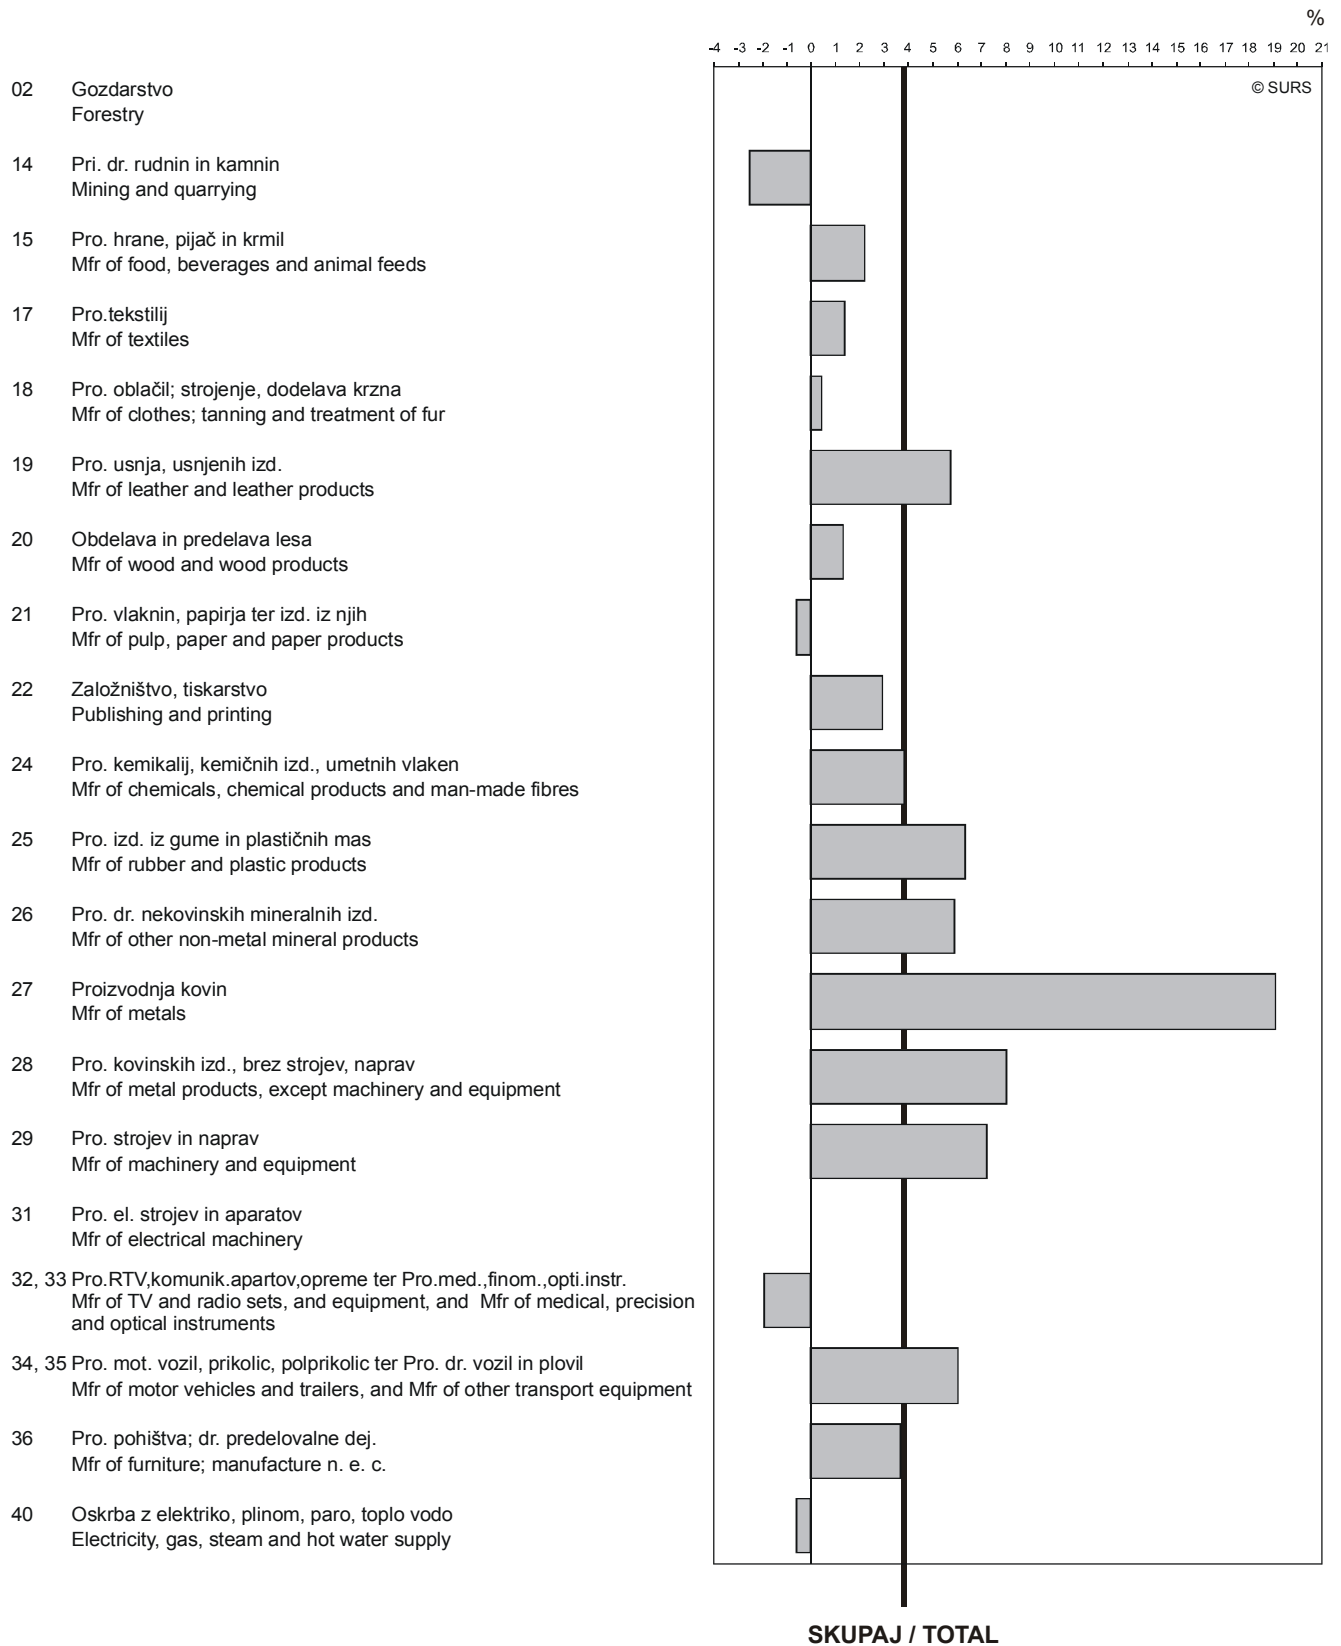 %
-4 -3 -2 -1 0 1 2 3 4 5 6 7 8 9 10 11 12 13 14 15 16 17 18 19 20 21
© SURS
02 Gozdarstvo
Forestry
14 Pri. dr. rudnin in kamnin
Mining and quarrying
15 Pro. hrane, pijač in krmil
Mfr of food, beverages and animal feeds
17 Pro.tekstilij
Mfr of textiles
18 Pro. oblačil; strojenje, dodelava krzna
Mfr of clothes; tanning and treatment of fur
19 Pro. usnja, usnjenih izd.
Mfr of leather and leather products
20 Obdelava in predelava lesa
Mfr of wood and wood products
21 Pro. vlaknin, papirja ter izd. iz njih
Mfr of pulp, paper and paper products
22 Založništvo, tiskarstvo
Publishing and printing
24 Pro. kemikalij, kemičnih izd., umetnih vlaken
Mfr of chemicals, chemical products and man-made fibres
25 Pro. izd. iz gume in plastičnih mas
Mfr of rubber and plastic products
26 Pro. dr. nekovinskih mineralnih izd.
Mfr of other non-metal mineral products
27 Proizvodnja kovin
Mfr of metals
28 Pro. kovinskih izd., brez strojev, naprav
Mfr of metal products, except machinery and equipment
29 Pro. strojev in naprav
Mfr of machinery and equipment
31 Pro. el. strojev in aparatov
Mfr of electrical machinery
32, 33 Pro.RTV,komunik.apartov,opreme ter Pro.med.,finom.,opti.instr.
Mfr of TV and radio sets, and equipment, and Mfr of medical, precision
and optical instruments
34, 35 Pro. mot. vozil, prikolic, polprikolic ter Pro. dr. vozil in plovil
Mfr of motor vehicles and trailers, and Mfr of other transport equipment
36 Pro. pohištva; dr. predelovalne dej.
Mfr of furniture; manufacture n. e. c.
40 Oskrba z elektriko, plinom, paro, toplo vodo
Electricity, gas, steam and hot water supply
SKUPAJ / TOTAL